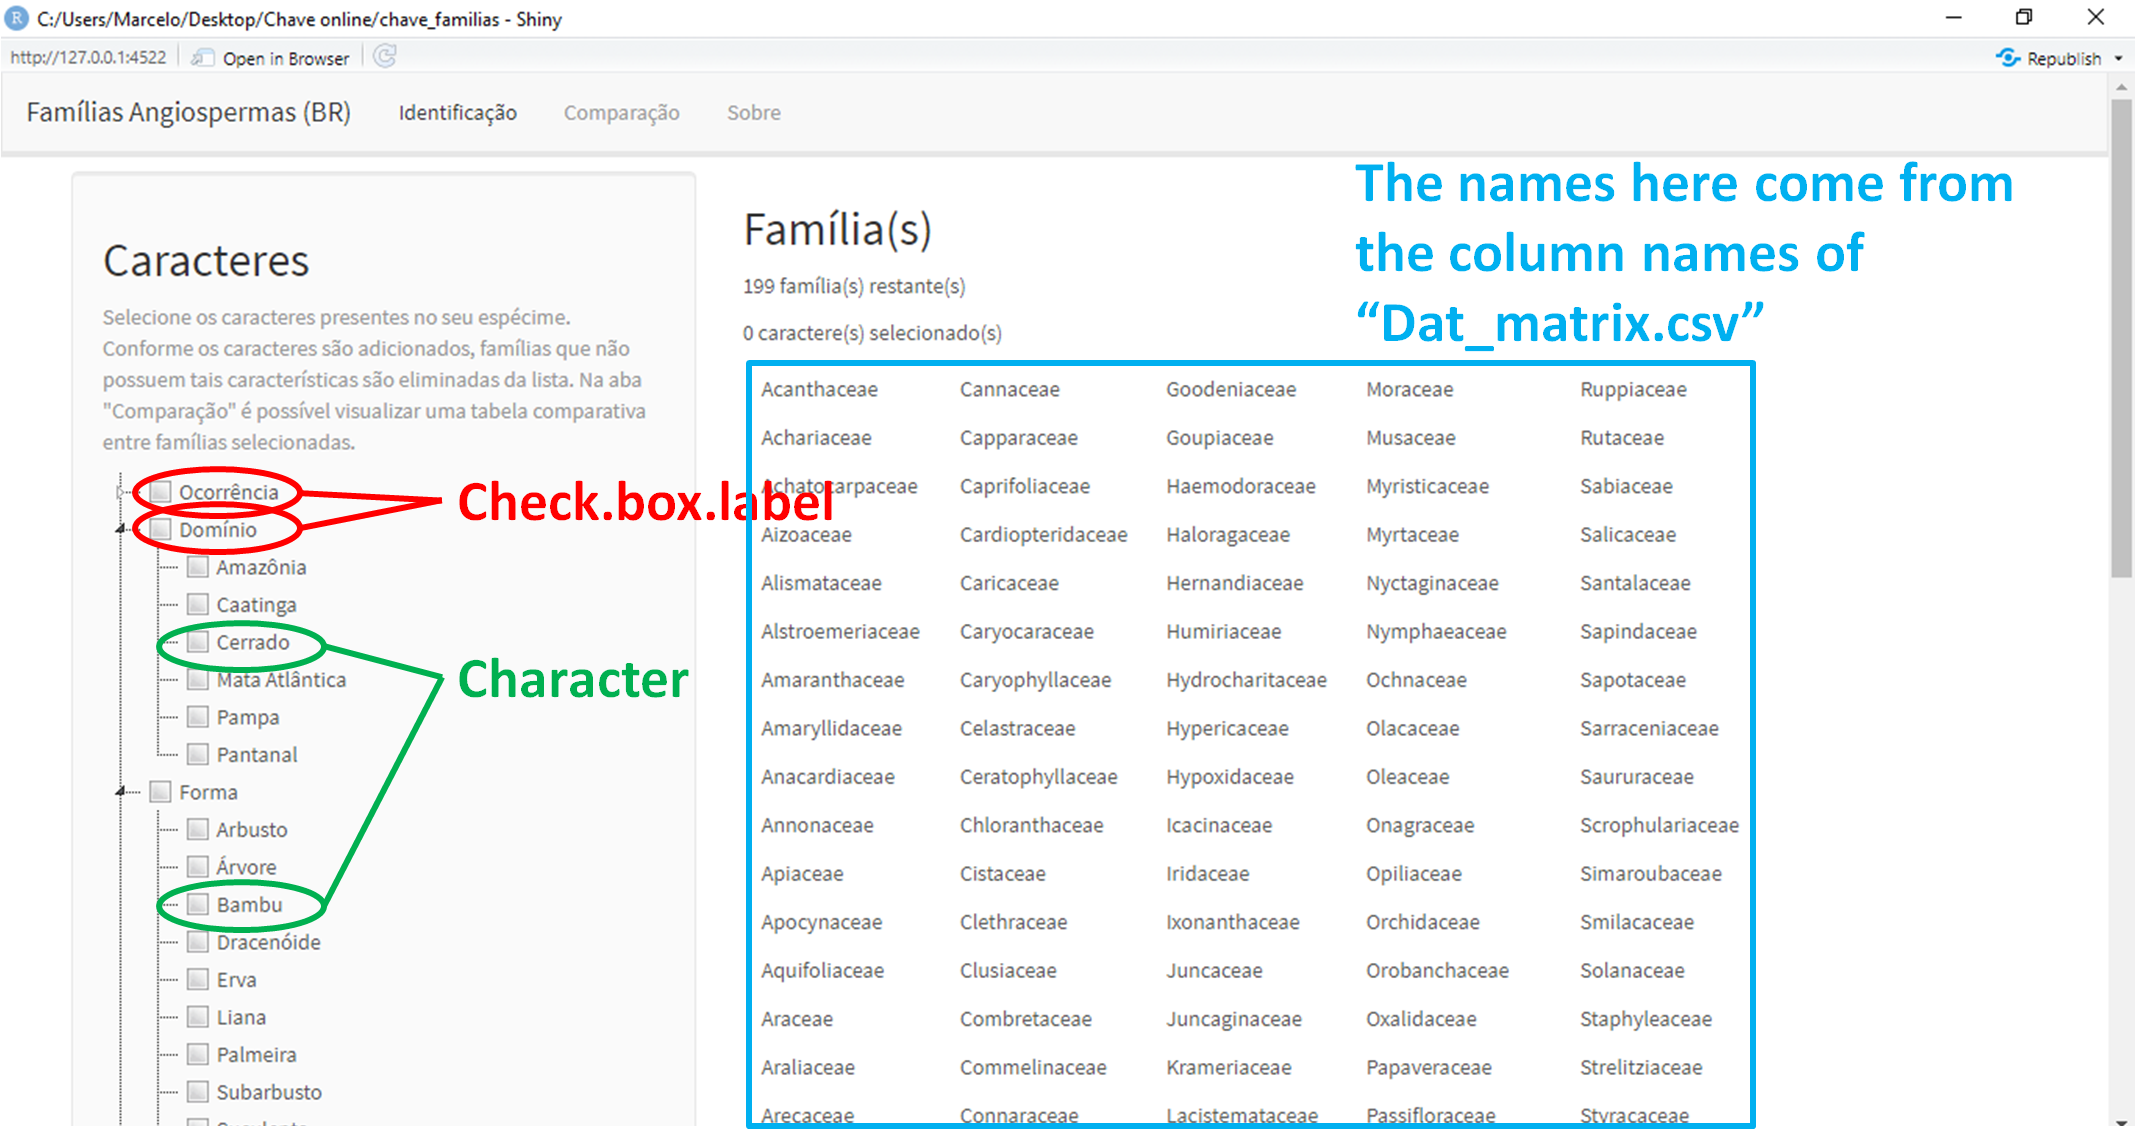 C:/Users/Marcelo/Desktop/Chave online/chave_familias - Shiny
http://127.0.0.1:4522 Open in Browser Republish
Famílias Angiospermas (BR) Identificação Comparação Sobre
The names here come from
the column names of
“Dat_matrix.csv”
Caracteres
Selecione os caracteres presentes no seu espécime.
Conforme os caracteres são adicionados, famílias que não
possuem tais características são eliminadas da lista. Na aba
"Comparação" é possível visualizar uma tabela comparativa
entre famílias selecionadas.
Ocorrência
Domínio
Amazônia
Caatinga
Cerrado
Mata Atlântica
Pampa
Pantanal
Forma
Arbusto
Árvore
Bambu
Dracenóide
Erva
Liana
Palmeira
Subarbusto
Check.box.label
Character
Família(s)
199 família(s) restante(s)
0 caractere(s) selecionado(s)
Acanthaceae Cannaceae Goodeniaceae Moraceae Ruppiaceae
Achariaceae Capparaceae Goupiaceae Musaceae Rutaceae
Achatocarpaceae Caprifoliaceae Haemodoraceae Myristicaceae Sabiaceae
Aizoaceae Cardiopteridaceae Haloragaceae Myrtaceae Salicaceae
Alismataceae Caricaceae Hernandiaceae Nyctaginaceae Santalaceae
Alstroemeriaceae Caryocaraceae Humiriaceae Nymphaeaceae Sapindaceae
Amaranthaceae Caryophyllaceae Hydrocharitaceae Ochnaceae Sapotaceae
Amaryllidaceae Celastraceae Hypericaceae Olacaceae Sarraceniaceae
Anacardiaceae Ceratophyllaceae Hypoxidaceae Oleaceae Saururaceae
Annonaceae Chloranthaceae Icacinaceae Onagraceae Scrophulariaceae
Apiaceae Cistaceae Iridaceae Opiliaceae Simaroubaceae
Apocynaceae Clethraceae Ixonanthaceae Orchidaceae Smilacaceae
Aquifoliaceae Clusiaceae Juncaceae Orobanchaceae Solanaceae
Araceae Combretaceae Juncaginaceae Oxalidaceae Staphyleaceae
Araliaceae Commelinaceae Krameriaceae Papaveraceae Strelitziaceae
Arecaceae Connaraceae Lacistemataceae Passifloraceae Styracaceae